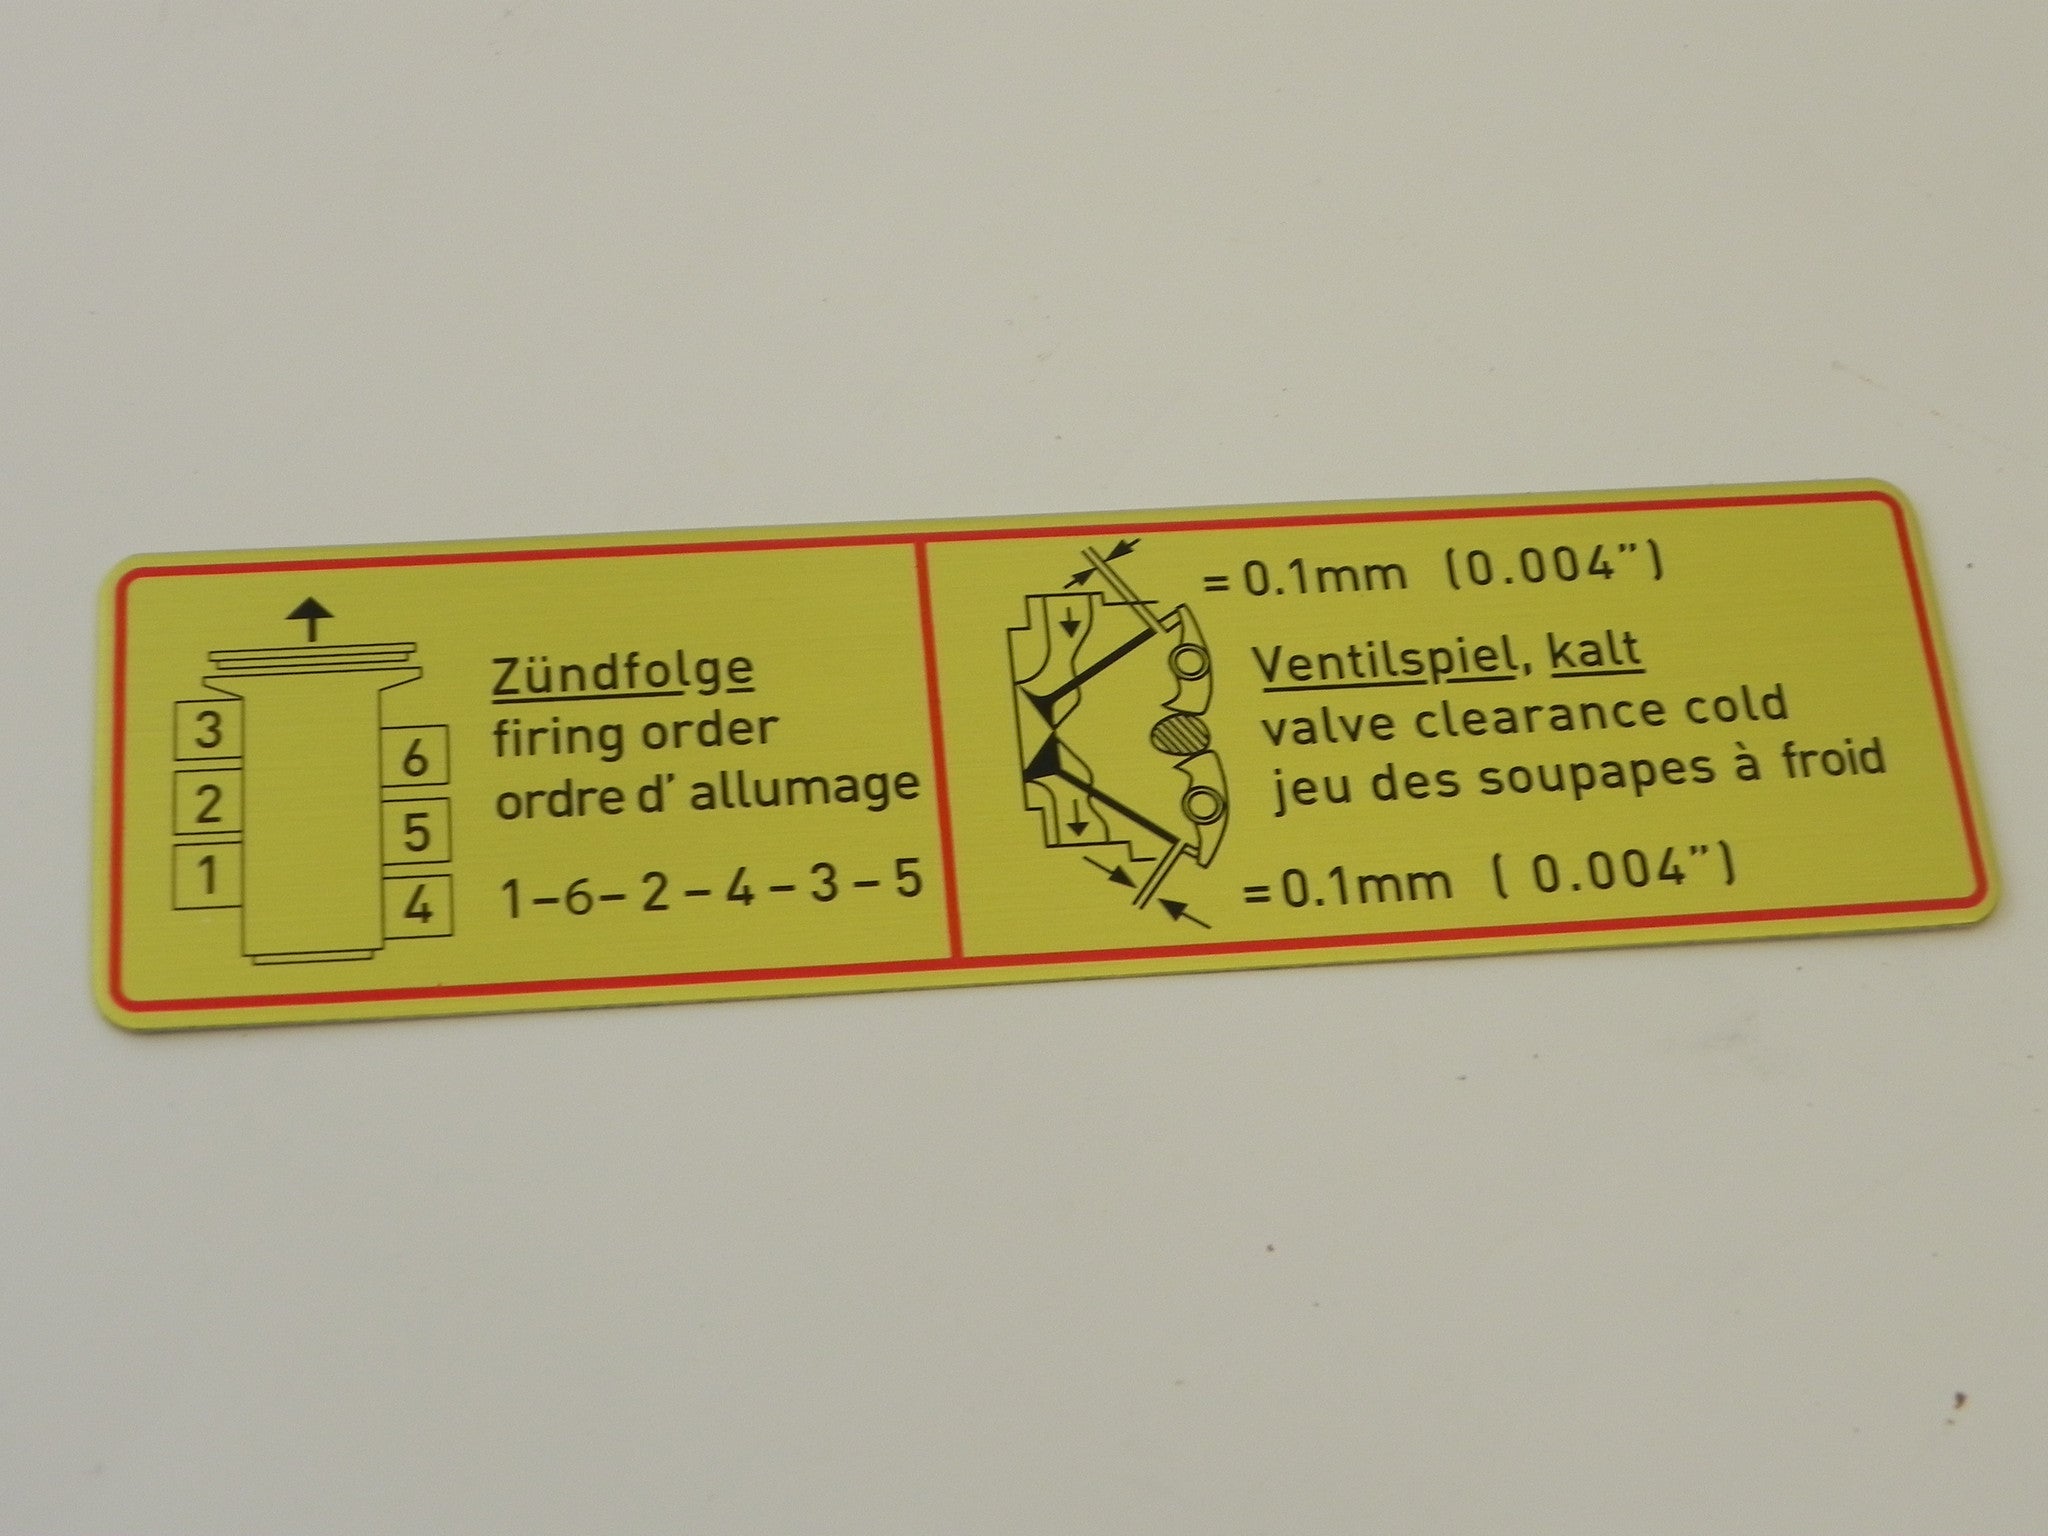 3
2
1
6
5
4
Zündfolge
firing order
ordre d' allumage
1-6-2-4-3-5
=0.1mm (0.004")
Ventilspiel, kalt
valve clearance cold
jeu des soupapes à froid
=0.1mm ( 0.004")